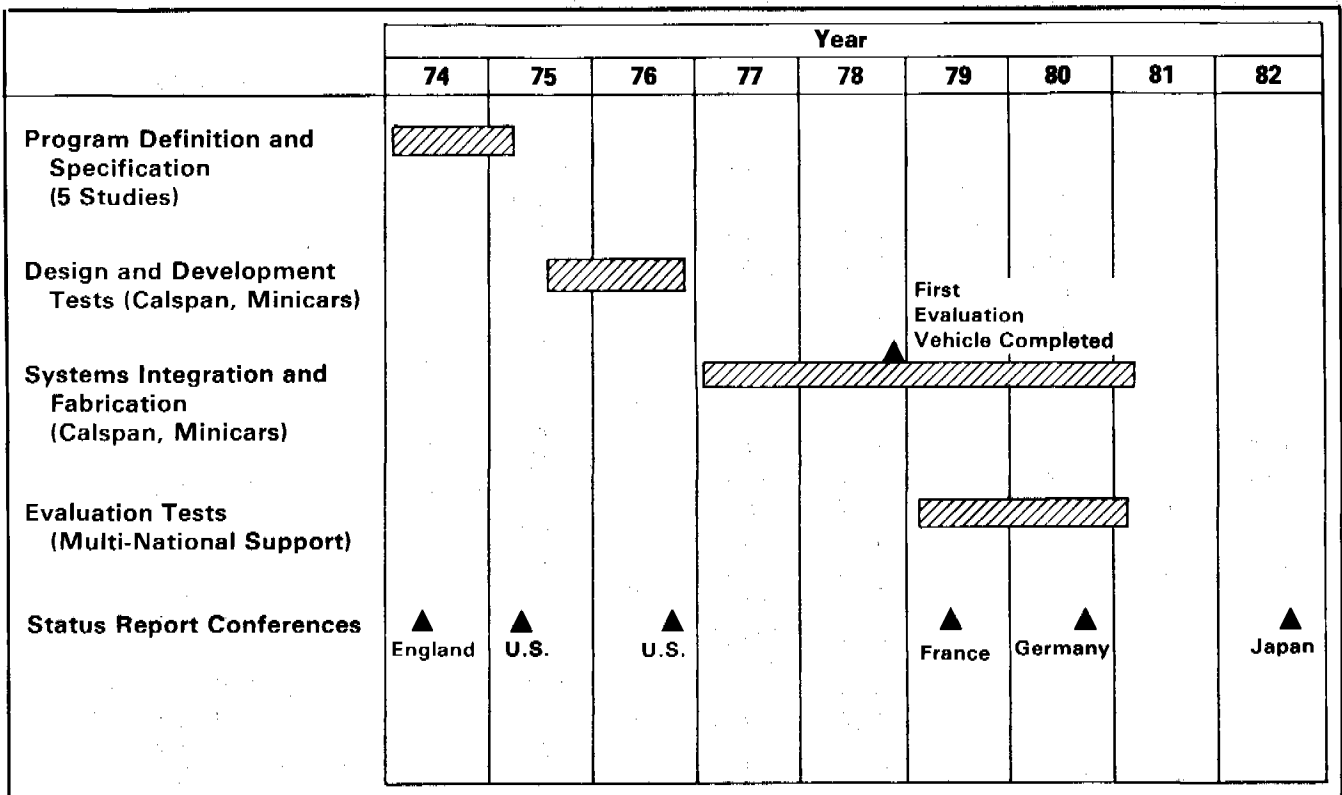 Year
74 75 76 77 78 79 80 81 82
Program Definition and
Specification
(5 Studies)
Design and Development
Tests (Calspan, Minicars)
First
Evaluation
Vehicle Completed
Systems Integration and
Fabrication
(Calspan, Minicars)
Evaluation Tests
(Multi-National Support)
Status Report Conferences
England U.S. U.S. France Germany Japan